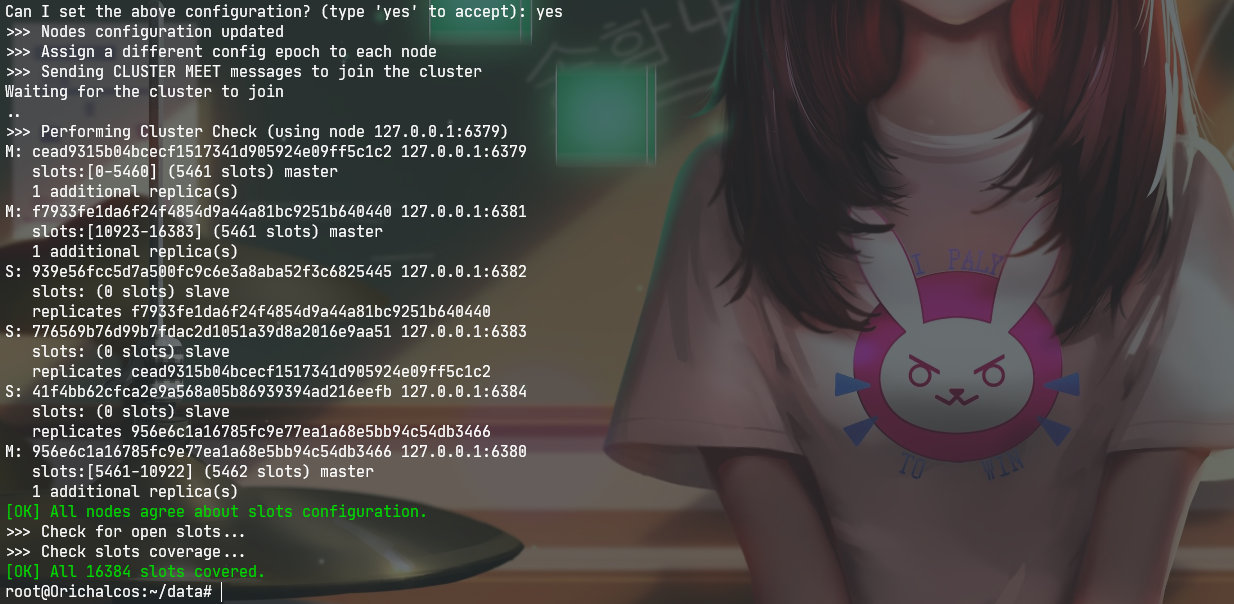 Can I set the above configuration? (type 'yes' to accept): yes
>>> Nodes configuration updated
>>> Assign a different config epoch to each node
>>> Sending CLUSTER MEET messages to join the cluster
Waiting for the cluster to join
..
>>> Performing Cluster Check (using node 127.0.0.1:6379)
M: cead9315b04bcecf1517341d905924e09ff5c1c2 127.0.0.1:6379
   slots:[0-5460] (5461 slots) master
   1 additional replica(s)
M: f7933fe1da6f24f4854d9a44a81bc9251b640440 127.0.0.1:6381
   slots:[10923-16383] (5461 slots) master
   1 additional replica(s)
S: 939e56fcc5d7a500fc9c6e3a8aba52f3c6825445 127.0.0.1:6382
   slots: (0 slots) slave
   replicates f7933fe1da6f24f4854d9a44a81bc9251b640440
S: 776569b76d99b7fdac2d1051a39d8a2016e9aa51 127.0.0.1:6383
   slots: (0 slots) slave
   replicates cead9315b04bcecf1517341d905924e09ff5c1c2
S: 41f4bb62cfca2e9a568a05b86939394ad216eefb 127.0.0.1:6384
   slots: (0 slots) slave
   replicates 956e6c1a16785fc9e77ea1a68e5bb94c54db3466
M: 956e6c1a16785fc9e77ea1a68e5bb94c54db3466 127.0.0.1:6380
   slots:[5461-10922] (5462 slots) master
   1 additional replica(s)
[OK] All nodes agree about slots configuration.
>>> Check for open slots...
>>> Check slots coverage...
[OK] All 16384 slots covered.
root@Orichalcos:~/data#
I PALY
TO WIN